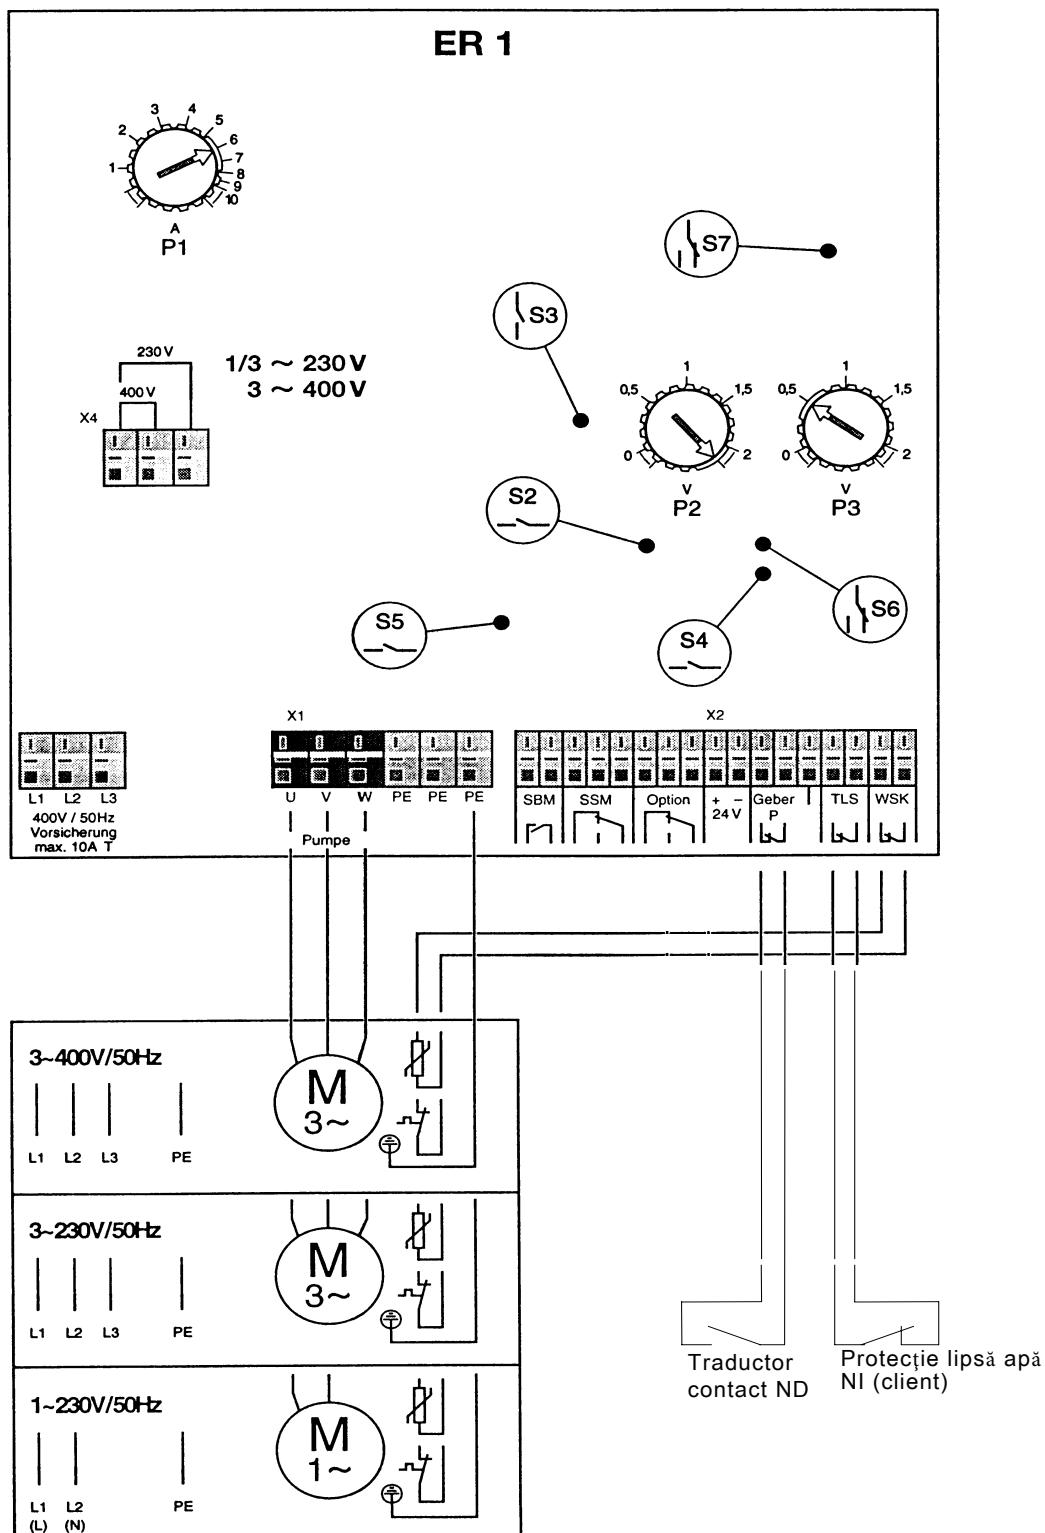 ER 1
1 2 3 4 5 6 7 8 9 10
A
P1
S7
S3
230 V
400 V
X4
1/3 ~ 230 V
3 ~ 400 V
0 0,5 1 1,5 2
V
P2
0 0,5 1 1,5 2
V
P3
S2
S5
S4
S6
X1
X2
L1 L2 L3
400V / 50Hz
Vorsicherung
max. 10A T
U V W PE PE PE
Pumpe
SBM SSM Option + – Geber I TLS WSK
24 V P
3~400V/50Hz
M
3~
L1 L2 L3 PE
3~230V/50Hz
M
3~
L1 L2 L3 PE
Traductor
contact ND
Protecţie lipsă apă
NI (client)
1~230V/50Hz
M
1~
L1 L2 PE
(L) (N)